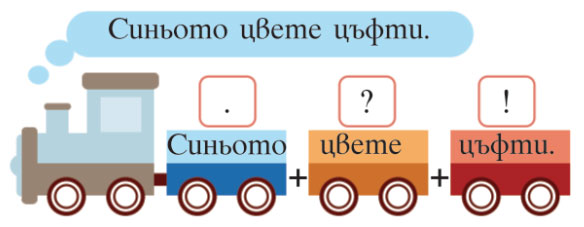 Синьото цвете цъфти.
. ? !
Синьото + цвете + цъфти.